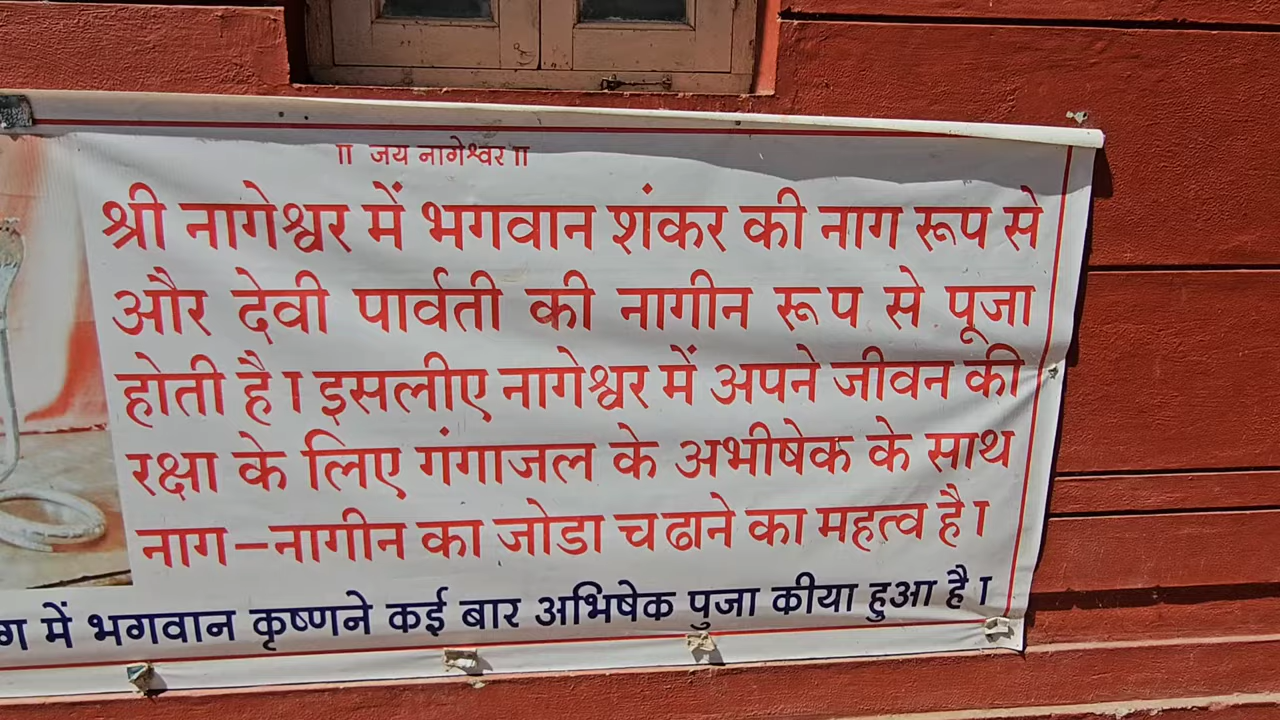 ॥ जय नागेश्वर ॥
श्री नागेश्वर में भगवान शंकर की नाग रूप से
और देवी पार्वती की नागीन रूप से पूजा
होती है । इसलीए नागेश्वर में अपने जीवन की
रक्षा के लिए गंगाजल के अभीषेक के साथ
नाग-नागीन का जोडा चढाने का महत्व है ।
में भगवान कृष्णने कई बार अभिषेक पुजा कीया हुआ है ।